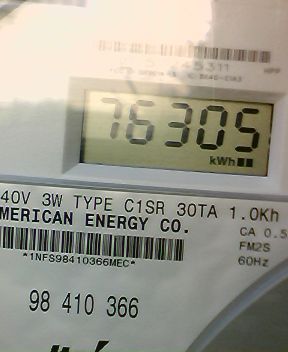 76305
kWh
40V 3W TYPE C1SR 30TA 1.0Kh
MERICAN ENERGY CO.
CA 0.5
FM2S
*1NFS98410366MEC*
60Hz
98 410 366